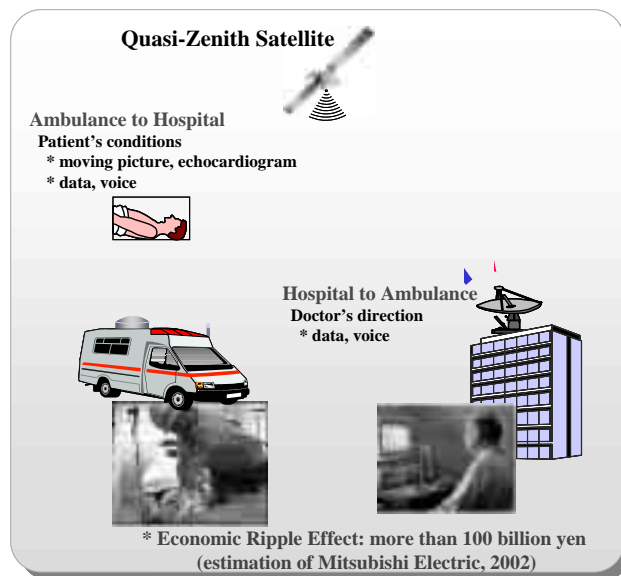 Quasi-Zenith Satellite
Ambulance to Hospital
Patient's conditions
* moving picture, echocardiogram
* data, voice
Hospital to Ambulance
Doctor's direction
* data, voice
* Economic Ripple Effect: more than 100 billion yen
(estimation of Mitsubishi Electric, 2002)